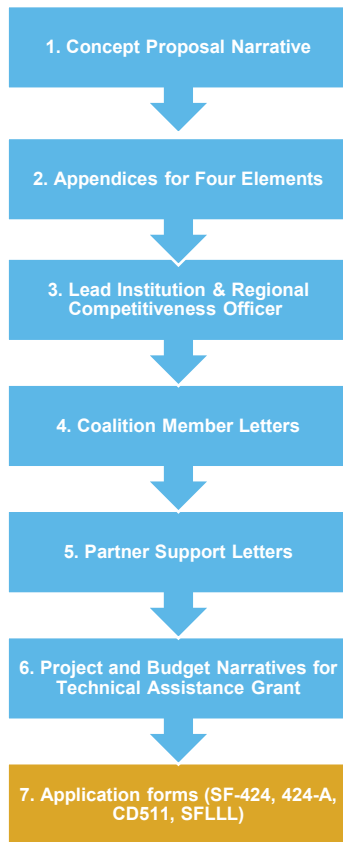 1. Concept Proposal Narrative
2. Appendices for Four Elements
3. Lead Institution & Regional
Competitiveness Officer
4. Coalition Member Letters
5. Partner Support Letters
6. Project and Budget Narratives for
Technical Assistance Grant
7. Application forms (SF-424, 424-A,
CD511, SFLLL)